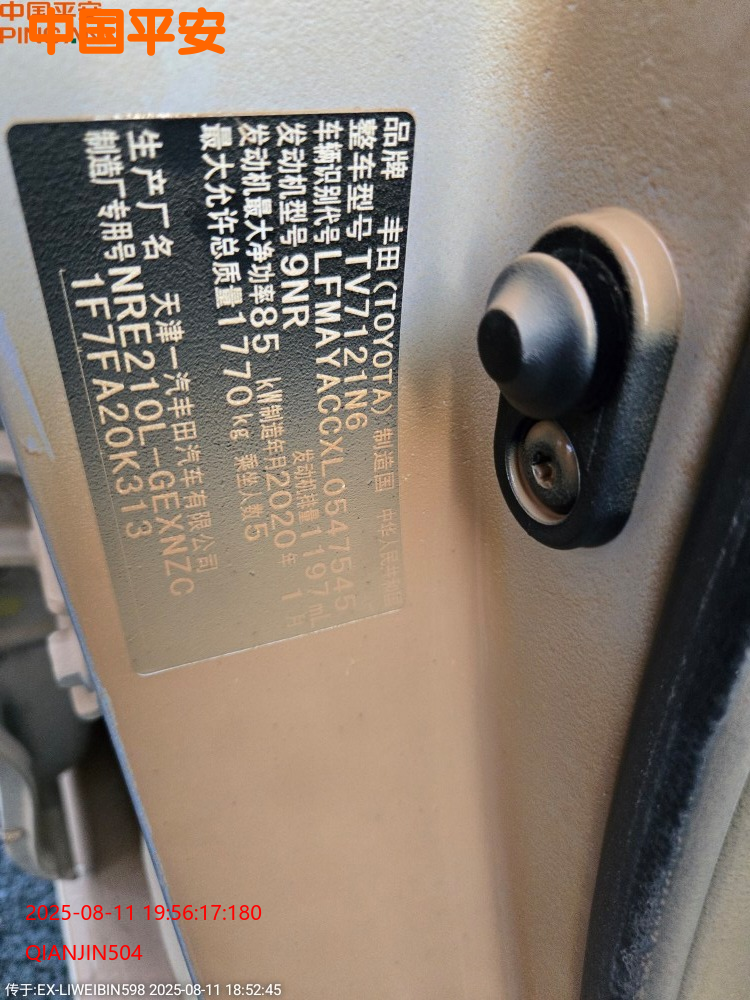 中国平安
PING AN
中国平安
品牌 丰田(TOYOTA) 制造国 中华人民共和国
整车型号 TV7121N6
车辆识别代号 LFMAYACCXL0547545
发动机型号 9NR 发动机排量 1197 mL
发动机最大净功率 85 kW 制造年月 2020 年 1 月
最大允许总质量 1770 kg 乘坐人数 5
生产厂名 天津一汽丰田汽车有限公司
制造厂专用号 NRE210L-GEXNZC
1F7FA20K313
2025-08-11 19:56:17:180
QIANJIN504
传于:EX-LIWEIBIN598 2025-08-11 18:52:45